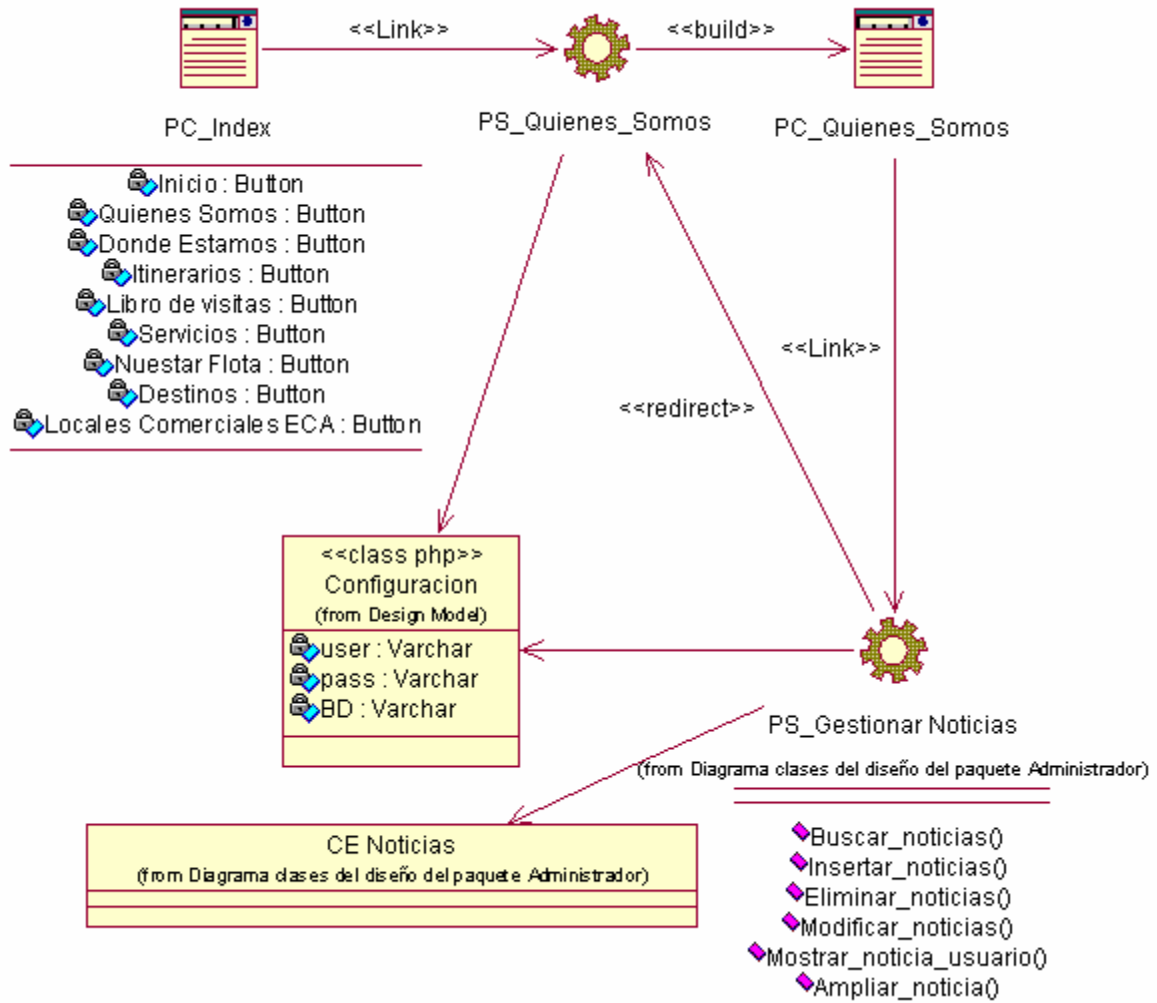 <<Link>>
<<build>>
PC_Index
PS_Quienes_Somos
PC_Quienes_Somos
Inicio : Button
Quienes Somos : Button
Donde Estamos : Button
Itinerarios : Button
Libro de visitas : Button
Servicios : Button
Nuestar Flota : Button
Destinos : Button
Locales Comerciales ECA : Button
<<Link>>
<<redirect>>
<<class php>>
Configuracion
(from Design Model)
user : Varchar
pass : Varchar
BD : Varchar
PS_Gestionar Noticias
(from Diagrama clases del diseño del paquete Administrador)
CE Noticias
(from Diagrama clases del diseño del paquete Administrador)
Buscar_noticias()
Insertar_noticias()
Eliminar_noticias()
Modificar_noticias()
Mostrar_noticia_usuario()
Ampliar_noticia()